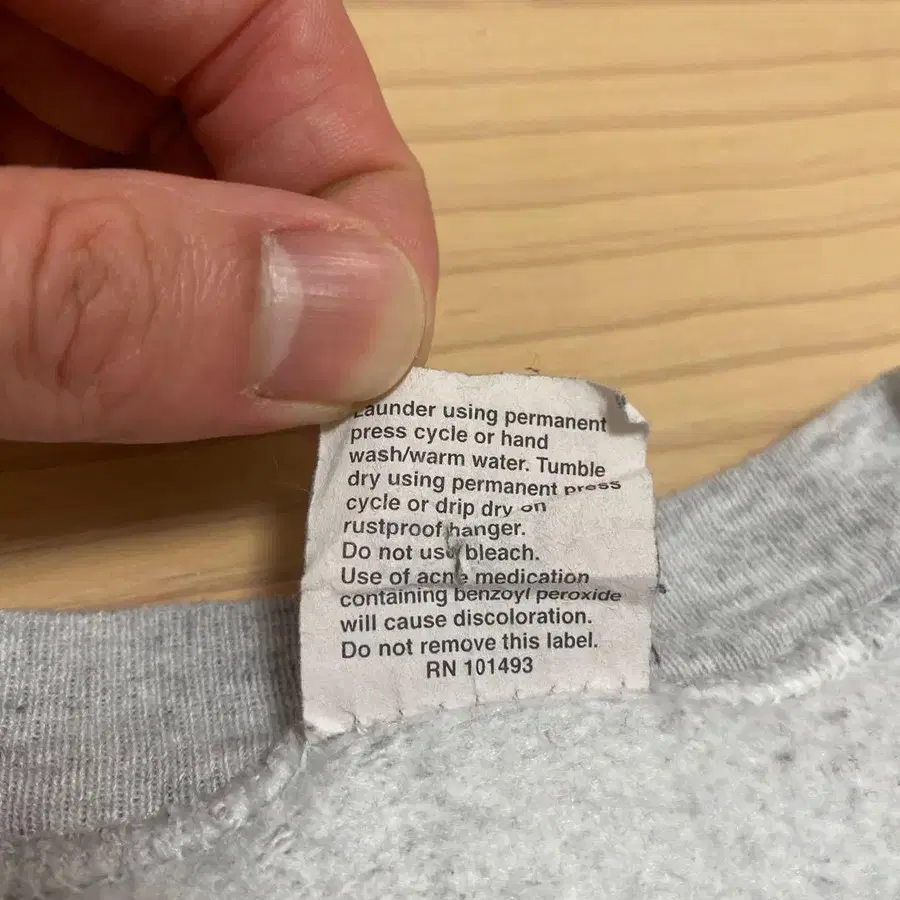 Launder using permanent
press cycle or hand
wash/warm water. Tumble
dry using permanent press
cycle or drip dry on
rustproof hanger.
Do not use bleach.
Use of acne medication
containing benzoyl peroxide
will cause discoloration.
Do not remove this label.
RN 101493